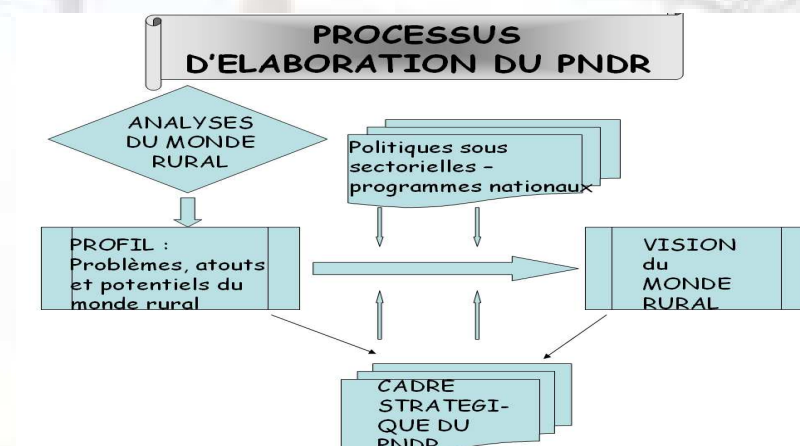 PROCESSUS
D'ELABORATION DU PNDR
ANALYSES
DU MONDE
RURAL
Politiques sous
sectorielles –
programmes nationaux
PROFIL :
Problèmes, atouts
et potentiels du
monde rural
VISION
du
MONDE
RURAL
CADRE
STRATEGI-
QUE DU
PNDR